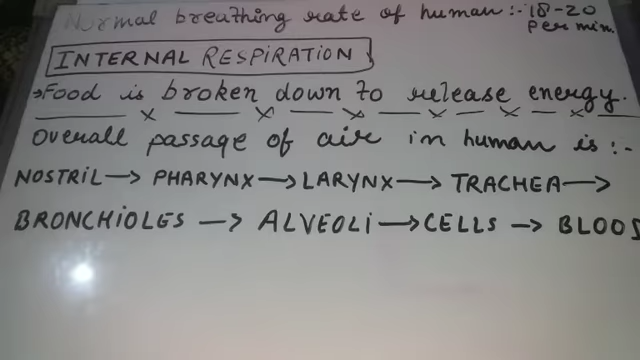 Normal breathing rate of human :- 18-20
per min.
INTERNAL RESPIRATION
→Food is broken down to release energy.
Overall passage of air in human is :-
NOSTRIL → PHARYNX → LARYNX → TRACHEA →
BRONCHIOLES → ALVEOLI → CELLS → BLOOD